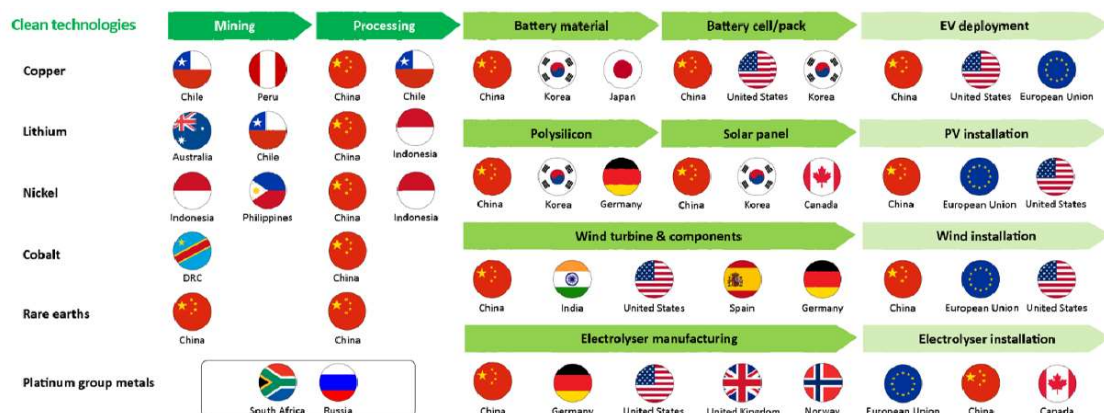 Clean technologies
Mining
Processing
Battery material
Battery cell/pack
EV deployment
Copper
Chile
Peru
China
Chile
China
Korea
Japan
China
United States
Korea
China
United States
European Union
Lithium
Australia
Chile
China
Indonesia
Polysilicon
Solar panel
PV installation
China
Korea
Germany
China
Korea
Canada
China
European Union
United States
Nickel
Indonesia
Philippines
China
Indonesia
Wind turbine & components
Wind installation
Cobalt
DRC
China
China
India
United States
Spain
Germany
China
European Union
United States
Rare earths
China
China
Electrolyser manufacturing
Electrolyser installation
Platinum group metals
South Africa
Russia
China
Germany
United States
United Kingdom
Norway
European Union
China
Canada